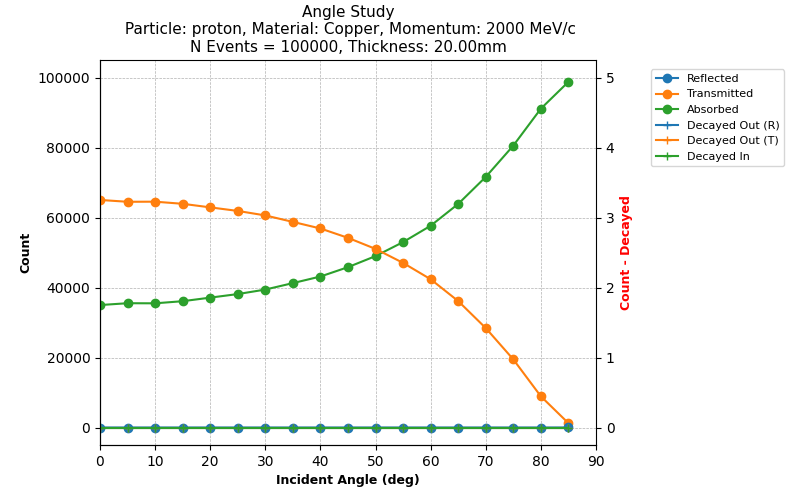 Angle Study
Particle: proton, Material: Copper, Momentum: 2000 MeV/c
N Events = 100000, Thickness: 20.00mm
100000
80000
60000
40000
20000
0
Count
5
4
3
2
1
0
Count - Decayed
0 10 20 30 40 50 60 70 80 90
Incident Angle (deg)
Reflected
Transmitted
Absorbed
Decayed Out (R)
Decayed Out (T)
Decayed In